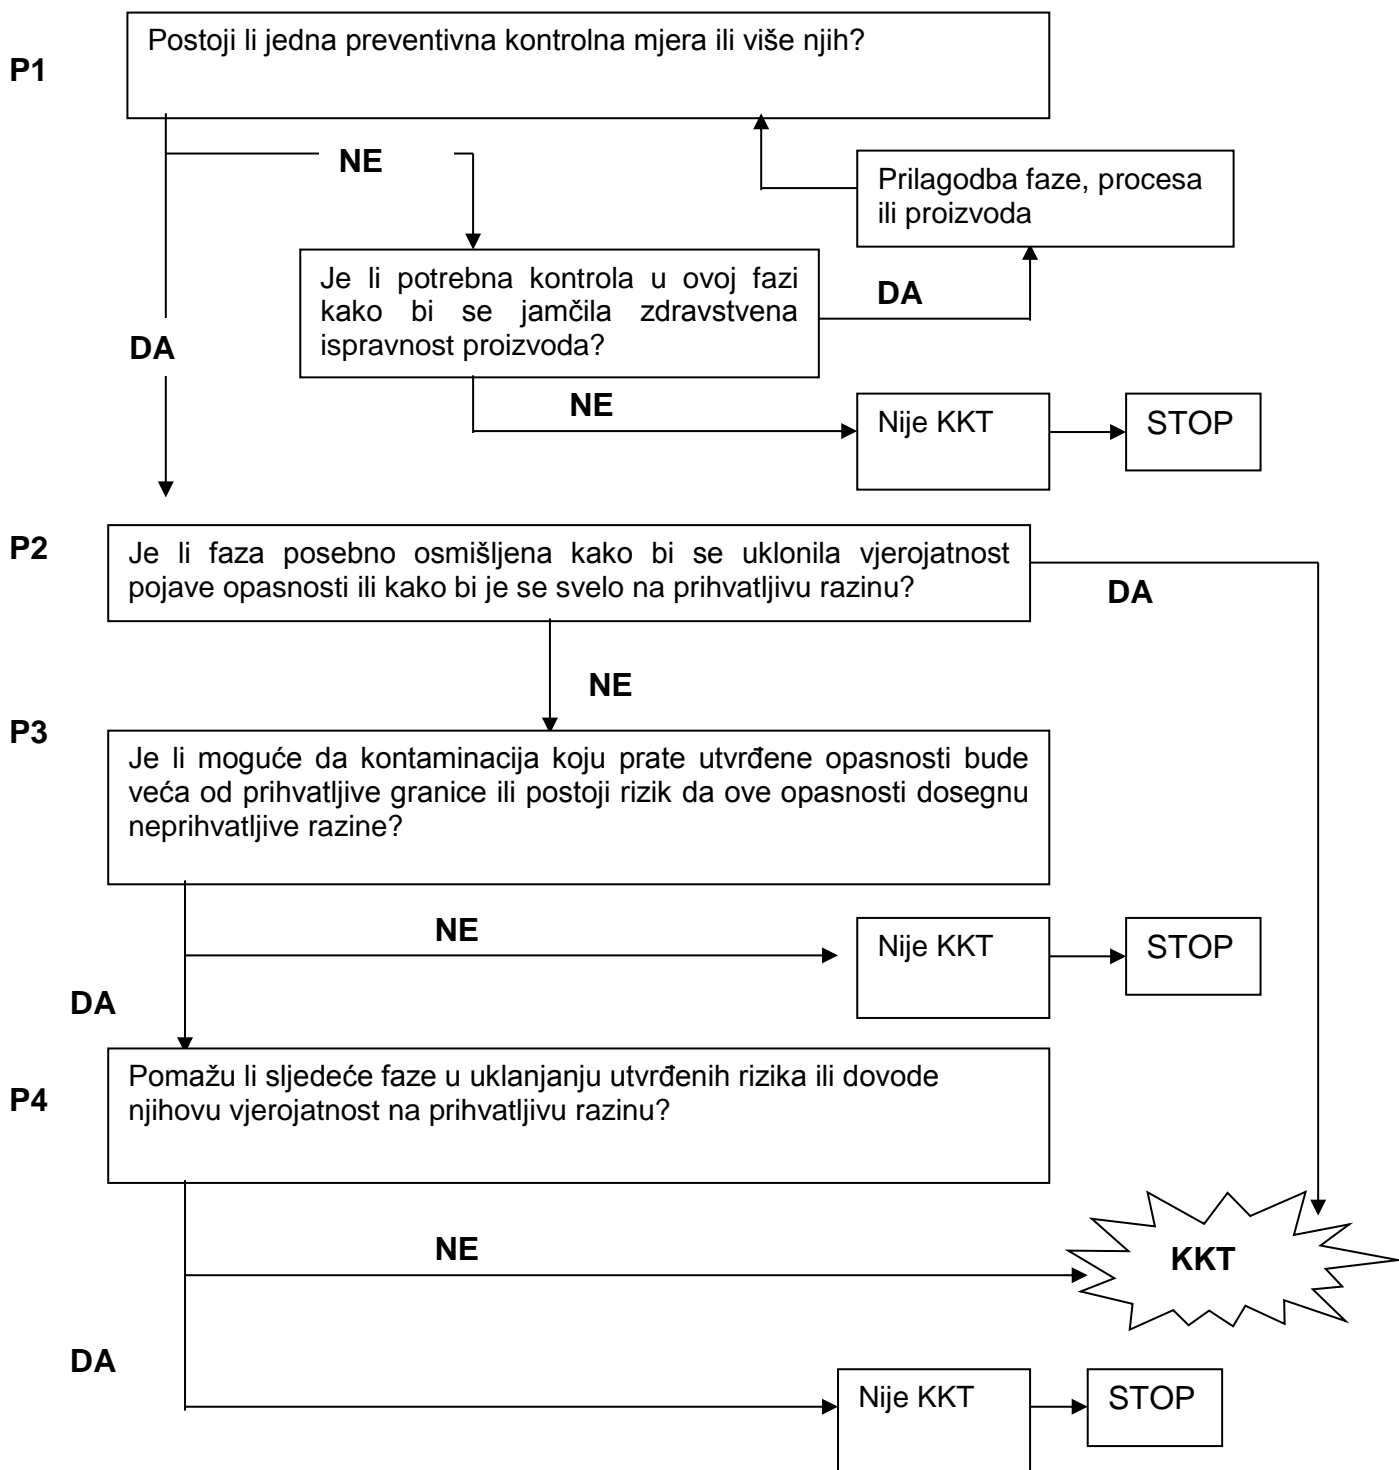 Postoji li jedna preventivna kontrolna mjera ili više njih?
P1
NE
Prilagodba faze, procesa
ili proizvoda
Je li potrebna kontrola u ovoj fazi
kako bi se jamčila zdravstvena
ispravnost proizvoda?
DA
DA
NE
Nije KKT
STOP
P2
Je li faza posebno osmišljena kako bi se uklonila vjerojatnost
pojave opasnosti ili kako bi je se svelo na prihvatljivu razinu?
DA
NE
P3
Je li moguće da kontaminacija koju prate utvrđene opasnosti bude
veća od prihvatljive granice ili postoji rizik da ove opasnosti dosegnu
neprihvatljive razine?
NE
Nije KKT
STOP
DA
P4
Pomažu li sljedeće faze u uklanjanju utvrđenih rizika ili dovode
njihovu vjerojatnost na prihvatljivu razinu?
NE
KKT
DA
Nije KKT
STOP